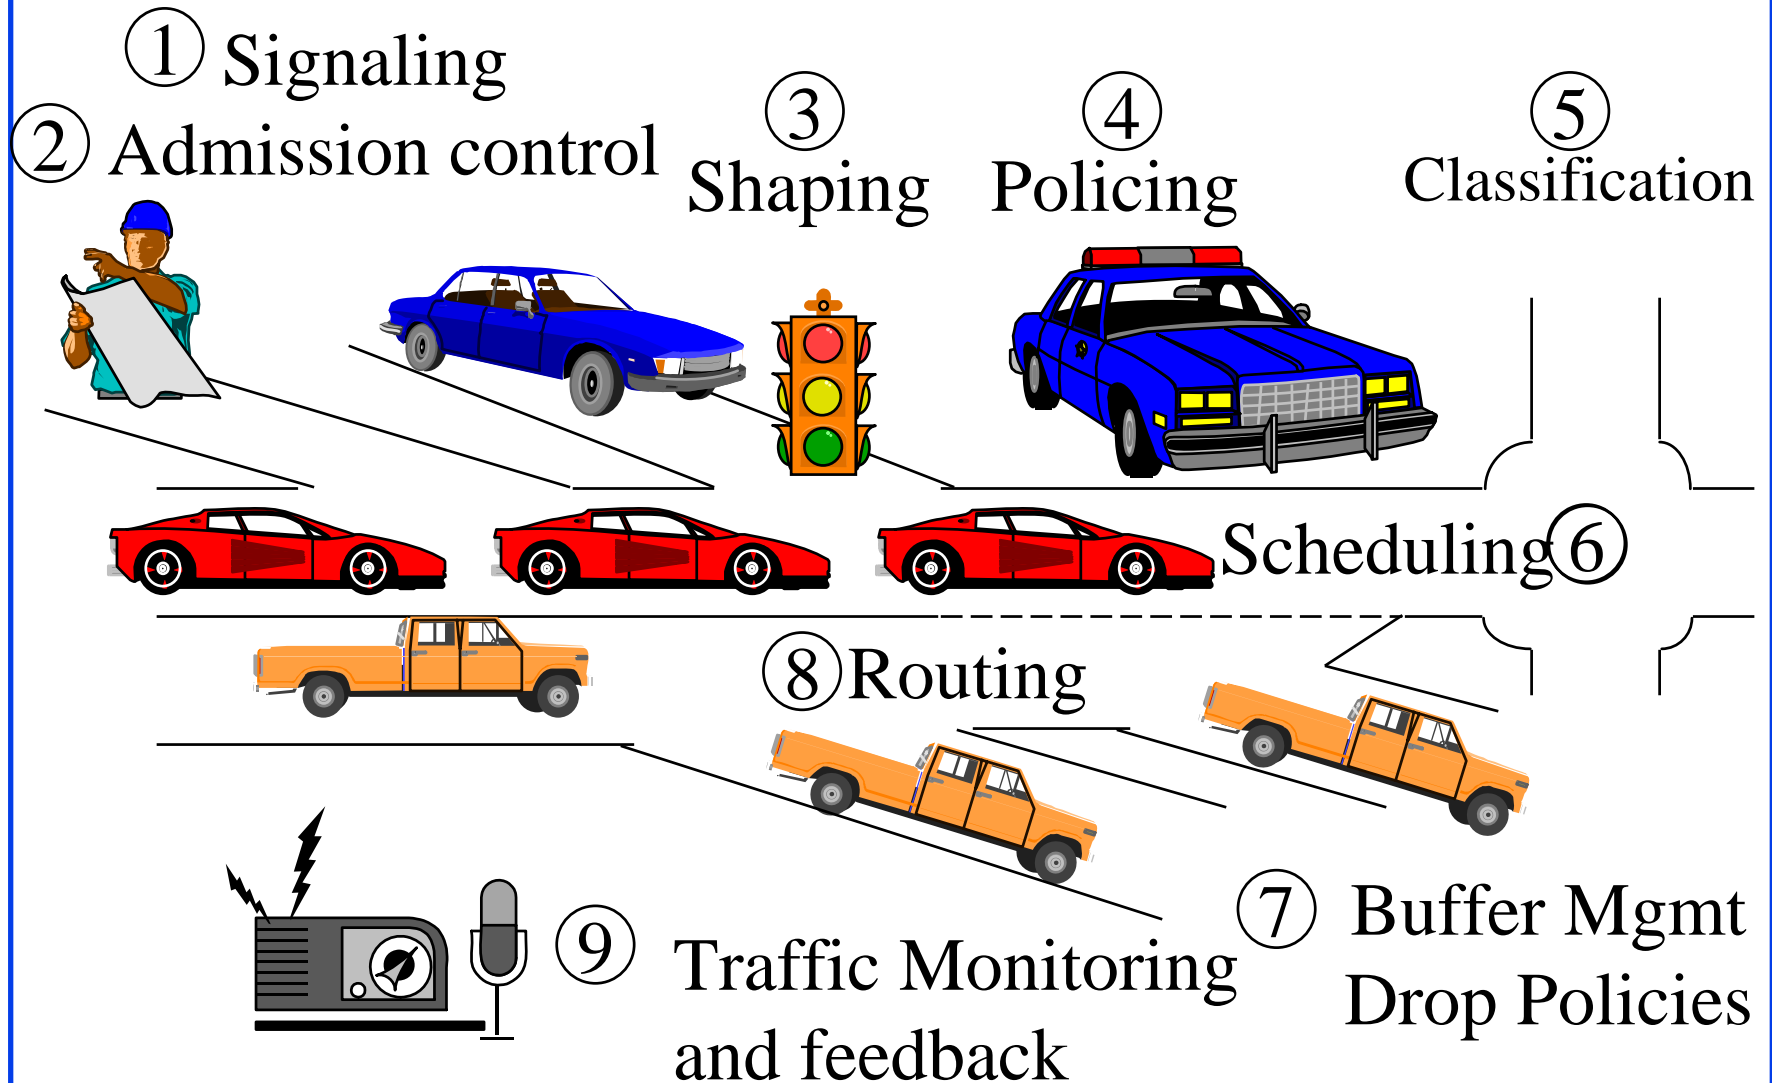 1 Signaling
2 Admission control
3
Shaping
4
Policing
5
Classification
Scheduling 6
8 Routing
7 Buffer Mgmt
Drop Policies
9 Traffic Monitoring
and feedback